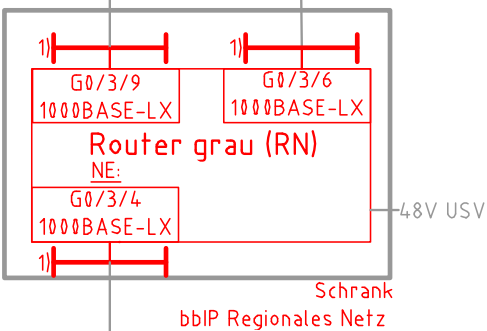 1)
1)
G0/3/9
1000BASE-LX
G0/3/6
1000BASE-LX
Router grau (RN)
NE:
G0/3/4
1000BASE-LX
48V USV
1)
Schrank
bbIP Regionales Netz